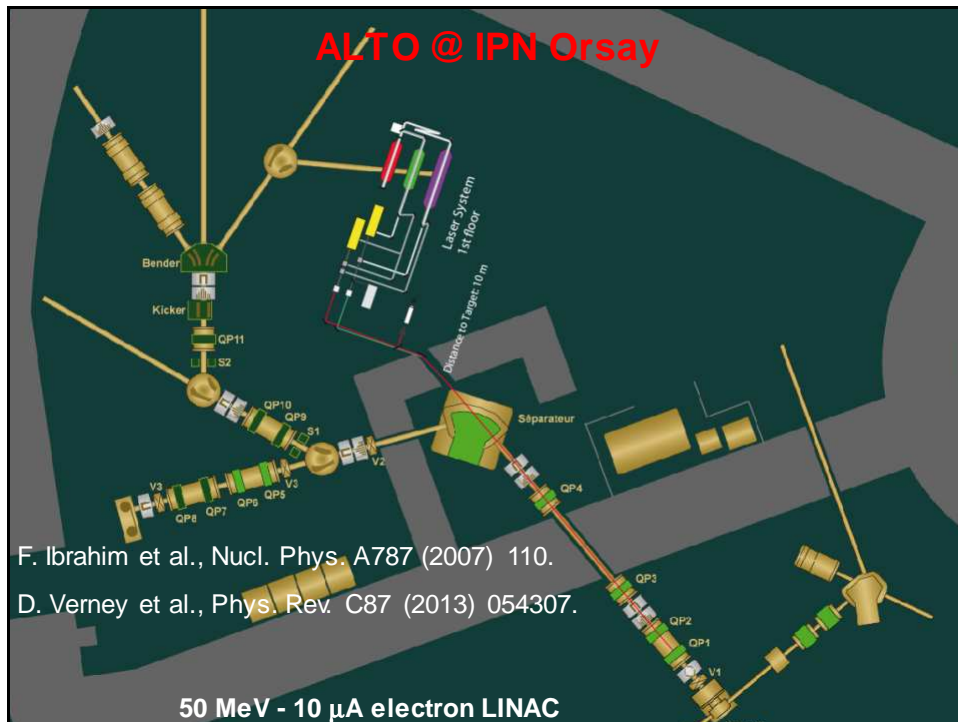 ALTO @ IPN Orsay
Laser System
1st floor
Bender
Kicker
QP11
S2
Distance to Target: 10 m
QP10
QP9
S1
Séparateur
V2
V3
QP5
QP6
V3
QP7
QP8
QP4
F. Ibrahim et al., Nucl. Phys. A787 (2007) 110.
QP3
D. Verney et al., Phys. Rev. C87 (2013) 054307.
QP2
QP1
V1
50 MeV - 10 μA electron LINAC